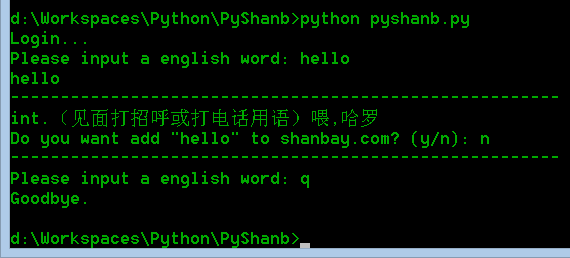 d:\Workspaces\Python\PyShanb>python pyshanb.py
Login...
Please input a english word: hello
hello
-------------------------------------------------------
int.（见面打招呼或打电话用语）喂,哈罗
Do you want add "hello" to shanbay.com? (y/n): n
-------------------------------------------------------
Please input a english word: q
Goodbye.
d:\Workspaces\Python\PyShanb>